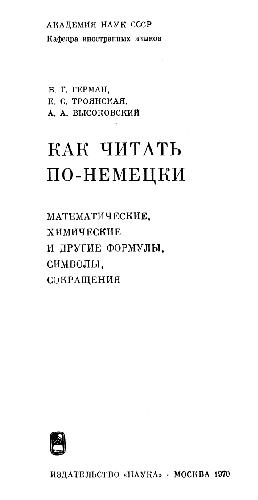 АКАДЕМИЯ НАУК СССР
Кафедра иностранных языков
Б. Г. ГЕРМАН,
Е. С. ТРОЯНСКАЯ,
А. А. ВЫСОКОВСКИЙ
КАК ЧИТАТЬ
ПО-НЕМЕЦКИ
МАТЕМАТИЧЕСКИЕ,
ХИМИЧЕСКИЕ
И ДРУГИЕ ФОРМУЛЫ,
СИМВОЛЫ,
СОКРАЩЕНИЯ
ИЗДАТЕЛЬСТВО «НАУКА» · МОСКВА 1970